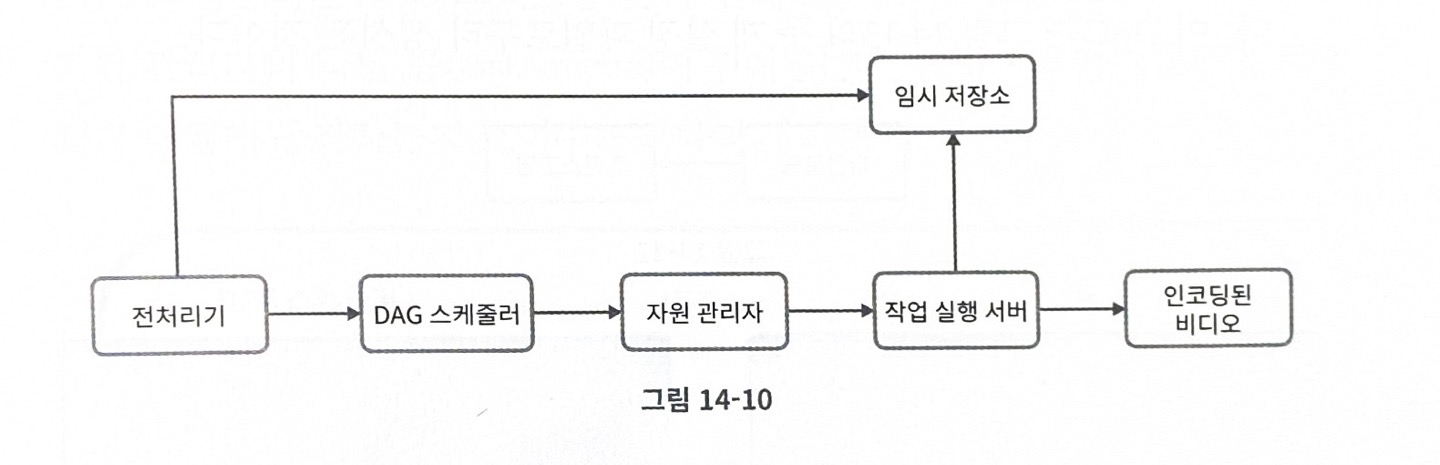 임시 저장소
전처리기
DAG 스케줄러
자원 관리자
작업 실행 서버
인코딩된
비디오
그림 14-10